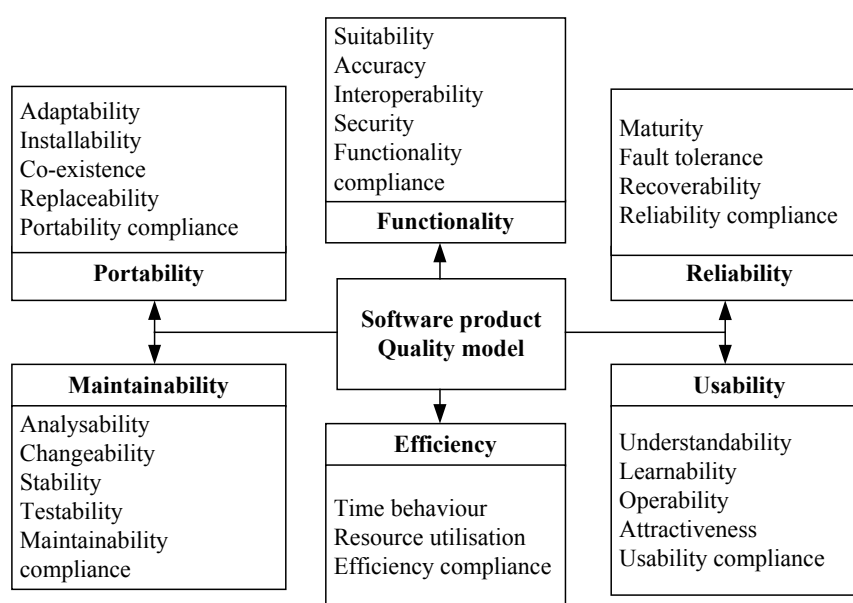 Adaptability
Installability
Co-existence
Replaceability
Portability compliance
Portability
Suitability
Accuracy
Interoperability
Security
Functionality
compliance
Functionality
Maturity
Fault tolerance
Recoverability
Reliability compliance
Reliability
Software product
Quality model
Maintainability
Analysability
Changeability
Stability
Testability
Maintainability
compliance
Efficiency
Time behaviour
Resource utilisation
Efficiency compliance
Usability
Understandability
Learnability
Operability
Attractiveness
Usability compliance